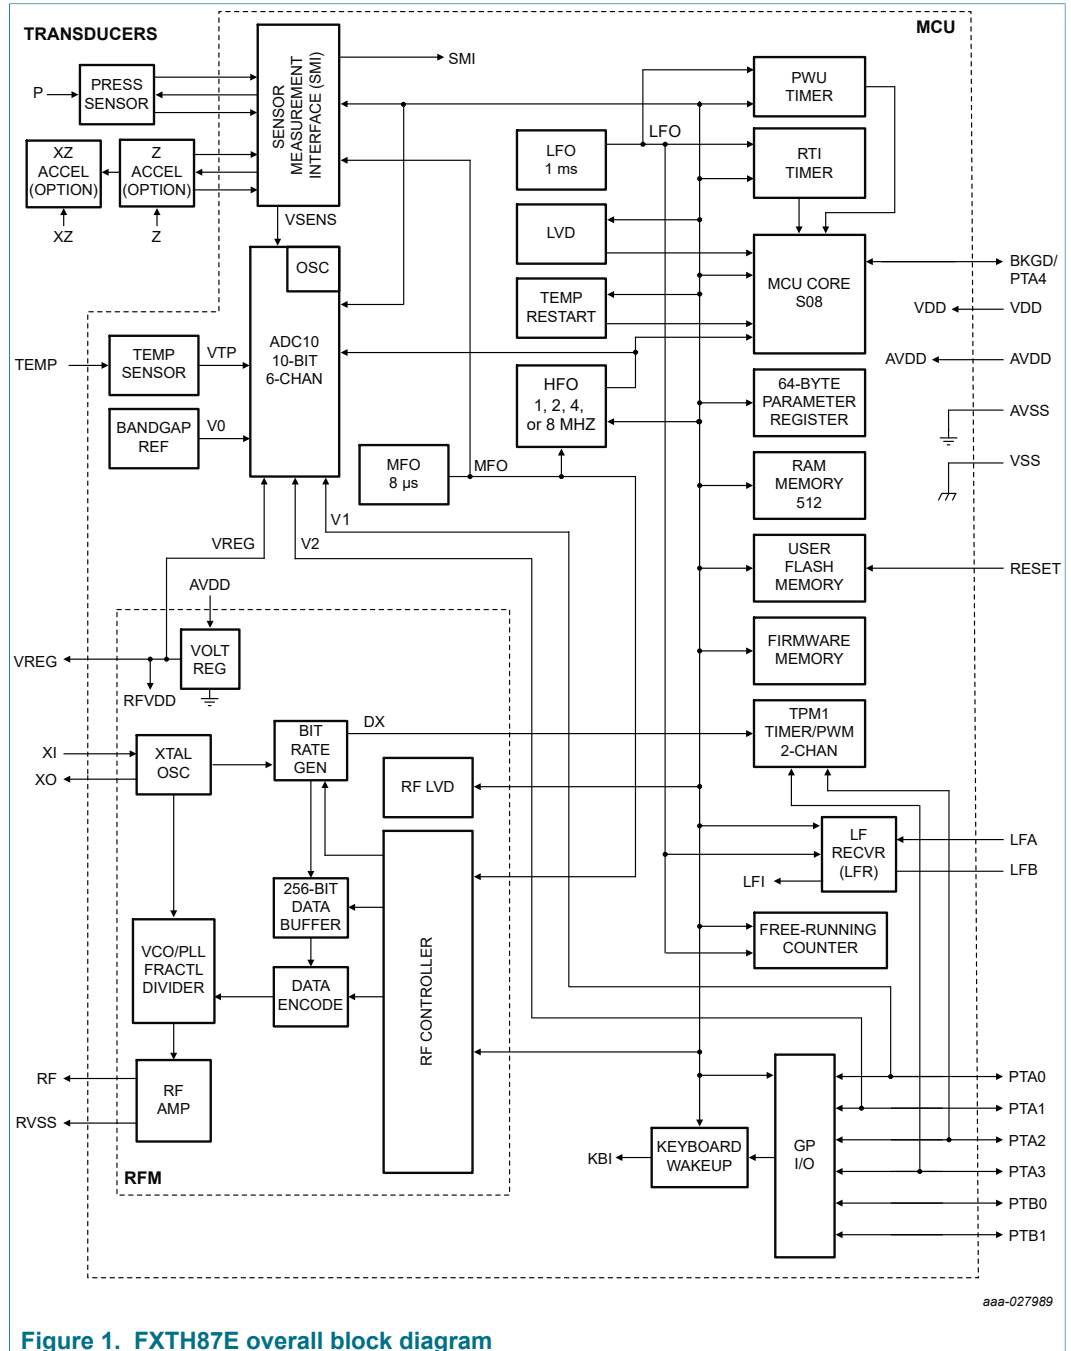 TRANSDUCERS
MCU
P
PRESS
SENSOR
SENSOR
MEASUREMENT
INTERFACE (SMI)
SMI
XZ
ACCEL
(OPTION)
Z
ACCEL
(OPTION)
XZ
Z
VSENS
PWU
TIMER
LFO
1 ms
LFO
RTI
TIMER
LVD
TEMP
RESTART
MCU CORE
S08
BKGD/
PTA4
VDD
VDD
AVDD
AVDD
OSC
ADC10
10-BIT
6-CHAN
TEMP
TEMP
SENSOR
VTP
BANDGAP
REF
V0
HFO
1, 2, 4,
or 8 MHZ
64-BYTE
PARAMETER
REGISTER
AVSS
VSS
MFO
8 µs
MFO
RAM
MEMORY
512
V1
VREG
V2
USER
FLASH
MEMORY
RESET
AVDD
VOLT
REG
VREG
RFVDD
FIRMWARE
MEMORY
DX
TPM1
TIMER/PWM
2-CHAN
XI
XO
XTAL
OSC
BIT
RATE
GEN
RF LVD
LF
RECVR
(LFR)
LFA
LFB
LFI
256-BIT
DATA
BUFFER
FREE-RUNNING
COUNTER
VCO/PLL
FRACTL
DIVIDER
DATA
ENCODE
RF CONTROLLER
RF
RVSS
RF
AMP
RFM
KBI
KEYBOARD
WAKEUP
GP
I/O
PTA0
PTA1
PTA2
PTA3
PTB0
PTB1
aaa-027989
Figure 1. FXTH87E overall block diagram